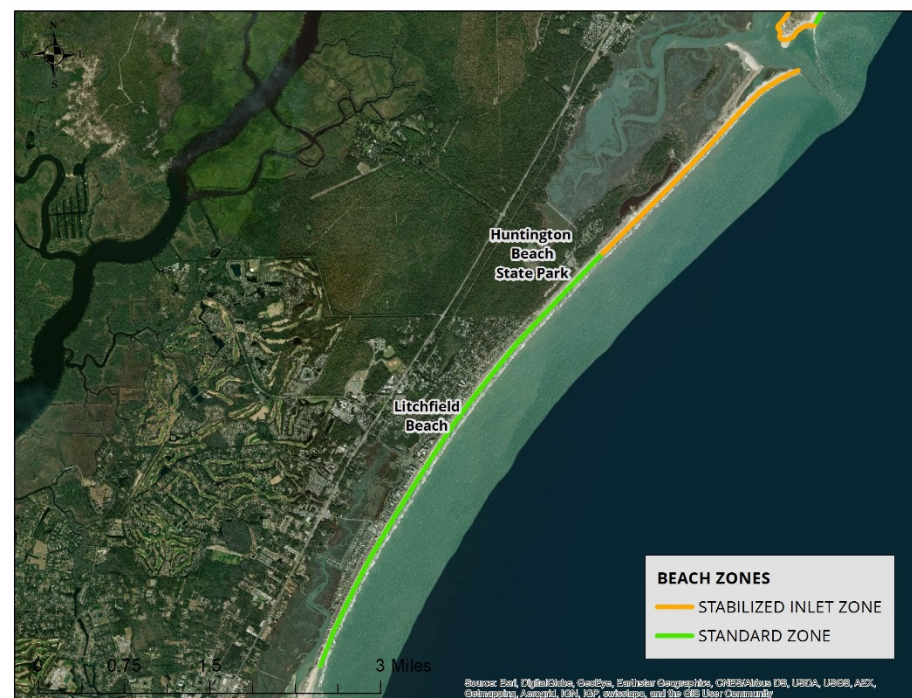 N
W E
S
Huntington
Beach
State Park
Litchfield
Beach
BEACH ZONES
STABILIZED INLET ZONE
STANDARD ZONE
0 0.75 1.5 3 Miles
Source: Esri, DigitalGlobe, GeoEye, Earthstar Geographics, CNES/Airbus DS, USDA, USGS, AEX,
Getmapping, Aerogrid, IGN, IGP, swisstopo, and the GIS User Community